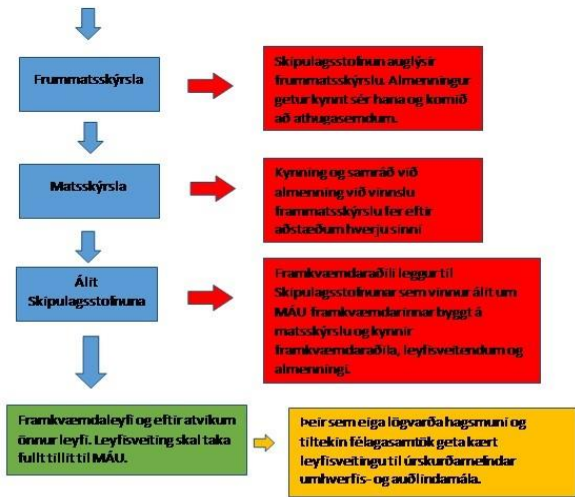 Frummatsskýrsla
Skipulagsstofnun auglýsir
frummatsskýrslu. Almenningur
getur kynnt sér hana og komið
að athugasemdum.
Matsskýrsla
Kynning og samráð við
almenning við vinnslu
frammatsskýrslu fer eftir
aðstæðum hverju sinni
Álit
Skipulagsstofnuna
Framkvæmdaraðili leggur til
Skipulagsstofnunar sem vinnur álit um
MÁU framkvæmdarinnar byggt á
matsskýrslu og kynnir
framkvæmdaraðila, leyfisveitendum og
almenningi.
Framkvæmdaleyfi og eftir atvikum
önnur leyfi. Leyfisveiting skal taka
fullt tillit til MÁU.
Þeir sem eiga lögvarða hagsmuni og
tiltekin félagasamtök geta kært
leyfisveitingu til úrskurðarnefndar
umhverfis- og auðlindamála.